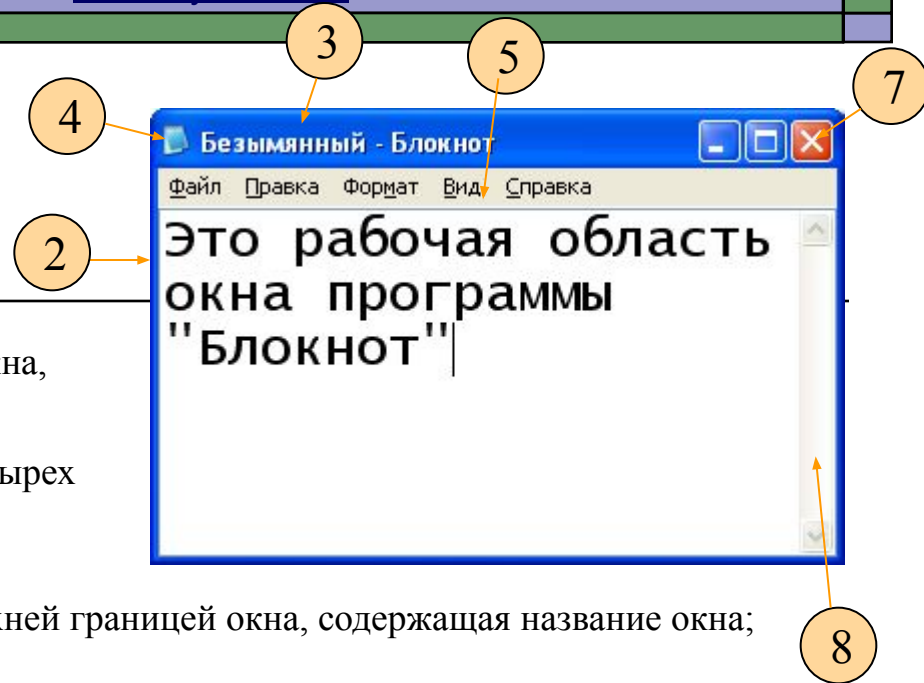 3
5
7
4
Безымянный - Блокнот
Файл Правка Формат Вид Справка
2
Это рабочая область
окна программы
"Блокнот"
на,
ырех
ней границей окна, содержащая название окна;
8